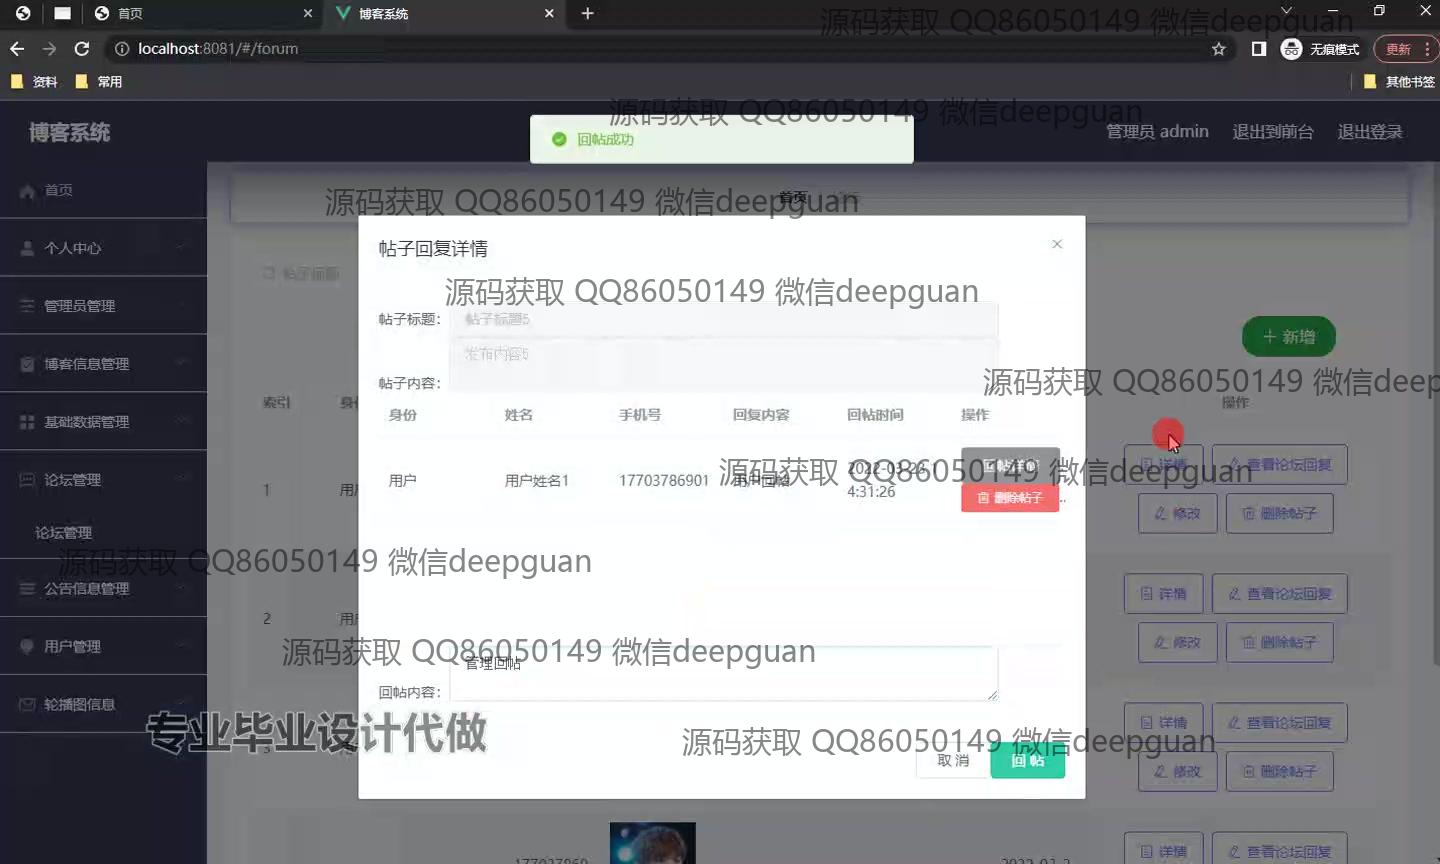 首页
博客系统
源码获取 QQ86050149 微信deepguan
localhost:8081/#/forum
无痕模式
更新
资料
常用
其他书签
源码获取 QQ86050149 微信deepguan
博客系统
回帖成功
管理员 admin
退出到前台
退出登录
首页
源码获取 QQ86050149 微信deepguan
首页
个人中心
管理员管理
博客信息管理
基础数据管理
论坛管理
论坛管理
公告信息管理
用户管理
轮播图信息
帖子标题
帖子回复详情
源码获取 QQ86050149 微信deepguan
帖子标题:
帖子标题5
发布内容5
帖子内容:
新增
源码获取 QQ86050149 微信deep
索引
操作
身份
姓名
手机号
回复内容
回帖时间
操作
用户
用户姓名1
17703786901
用户回帖
4:31:26
回帖详情
删除帖子
源码获取 QQ86050149 微信deepguan
1
详情
查看论坛回复
修改
删除帖子
源码获取 QQ86050149 微信deepguan
2
详情
查看论坛回复
修改
删除帖子
源码获取 QQ86050149 微信deepguan
管理回帖
回帖内容:
专业毕业设计代做
源码获取 QQ86050149 微信deepguan
取消
回帖
详情
查看论坛回复
修改
删除帖子
详情
查看论坛回复